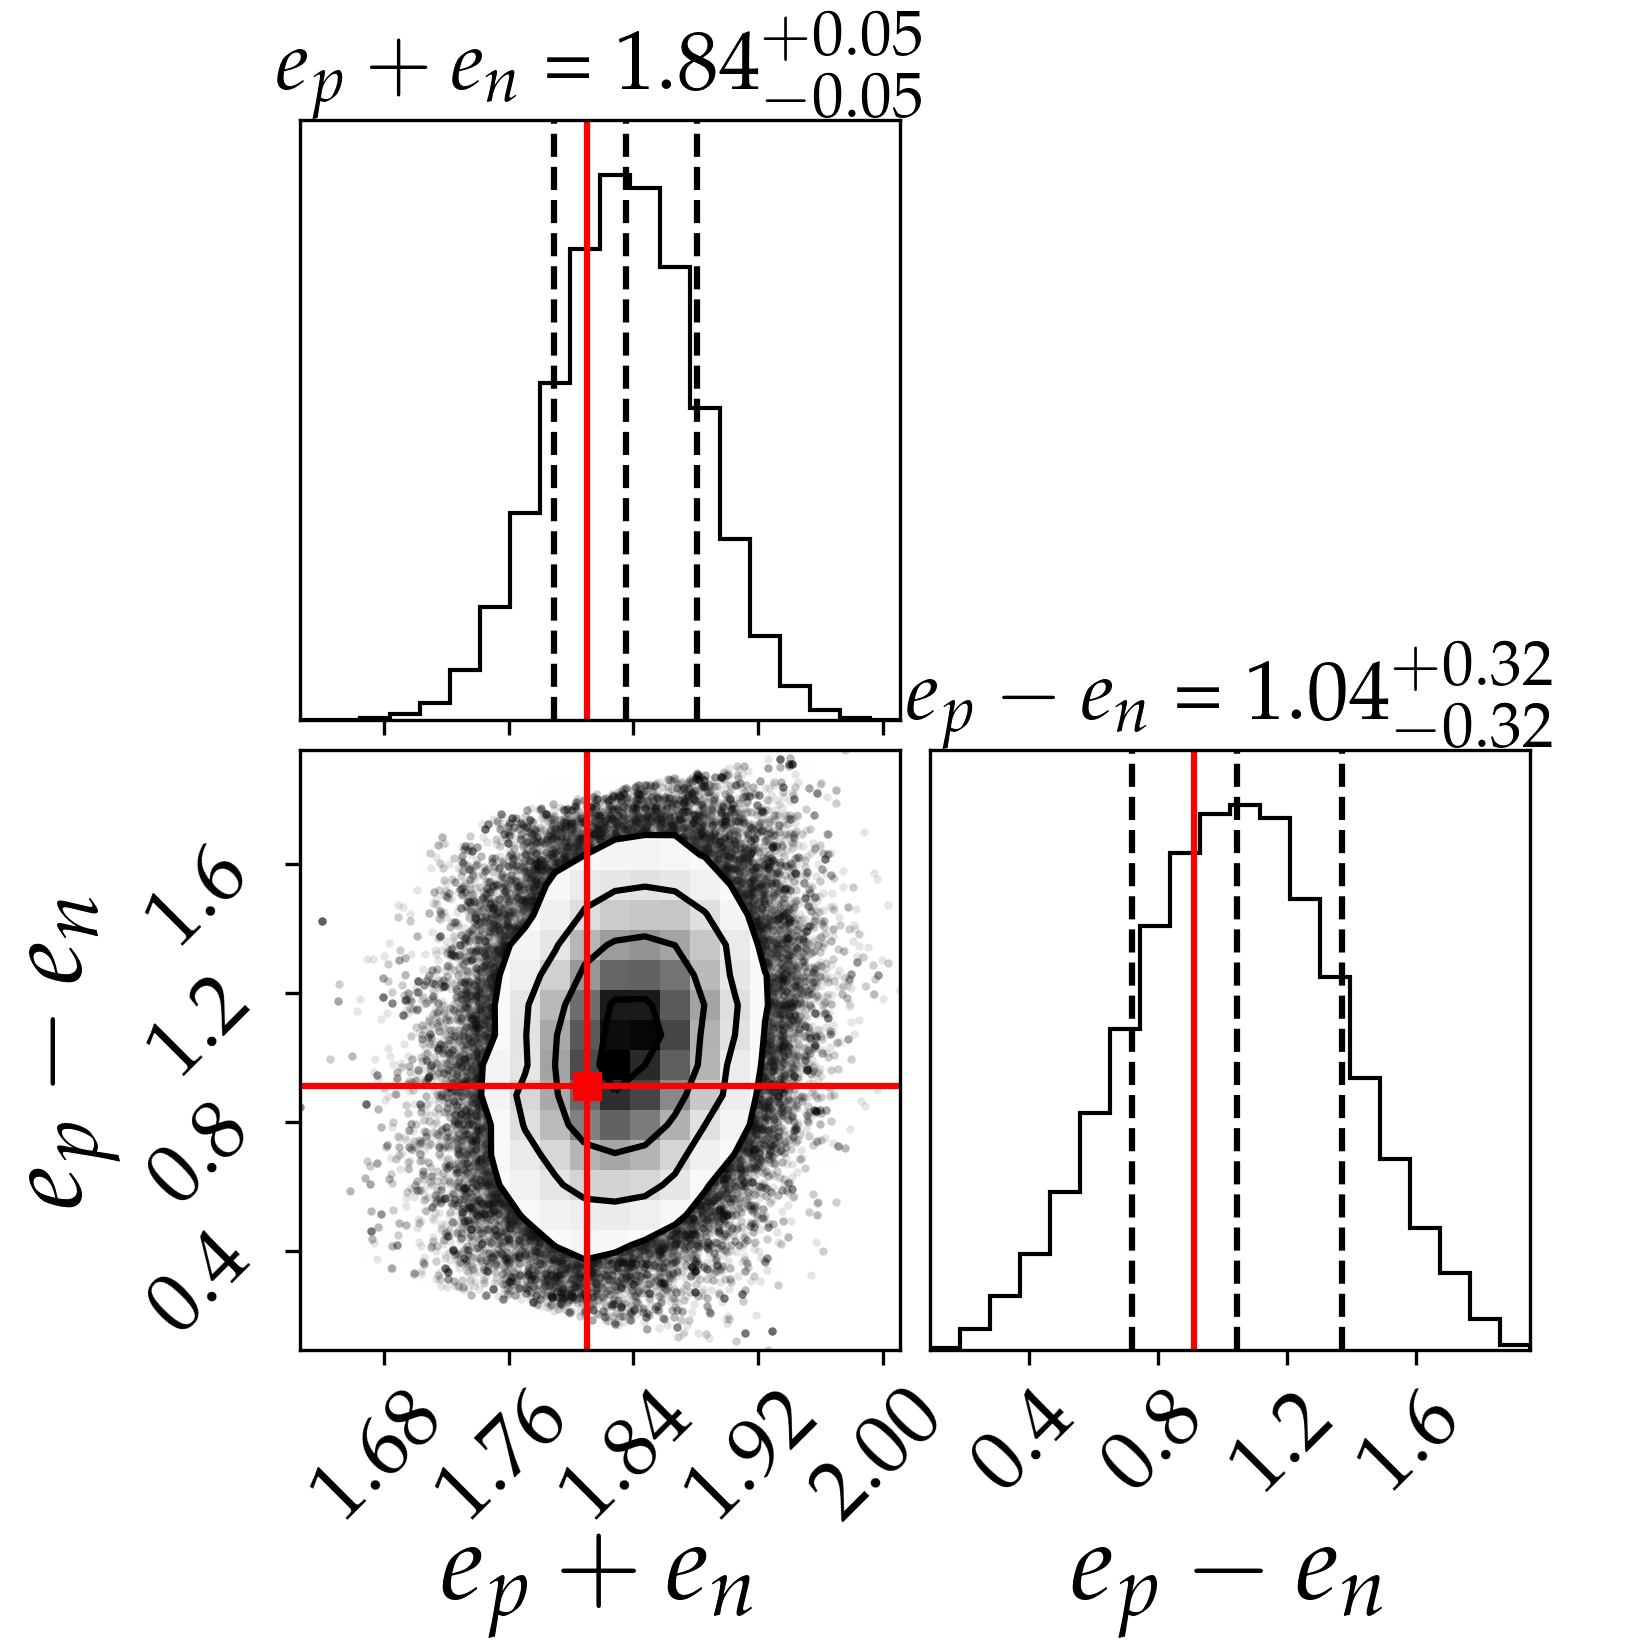 e_p + e_n = 1.84^{+0.05}_{-0.05}
e_p − e_n = 1.04^{+0.32}_{-0.32}
e_p − e_n
1.6
1.2
0.8
0.4
1.68 1.76 1.84 1.92 2.00
0.4 0.8 1.2 1.6
e_p + e_n
e_p − e_n